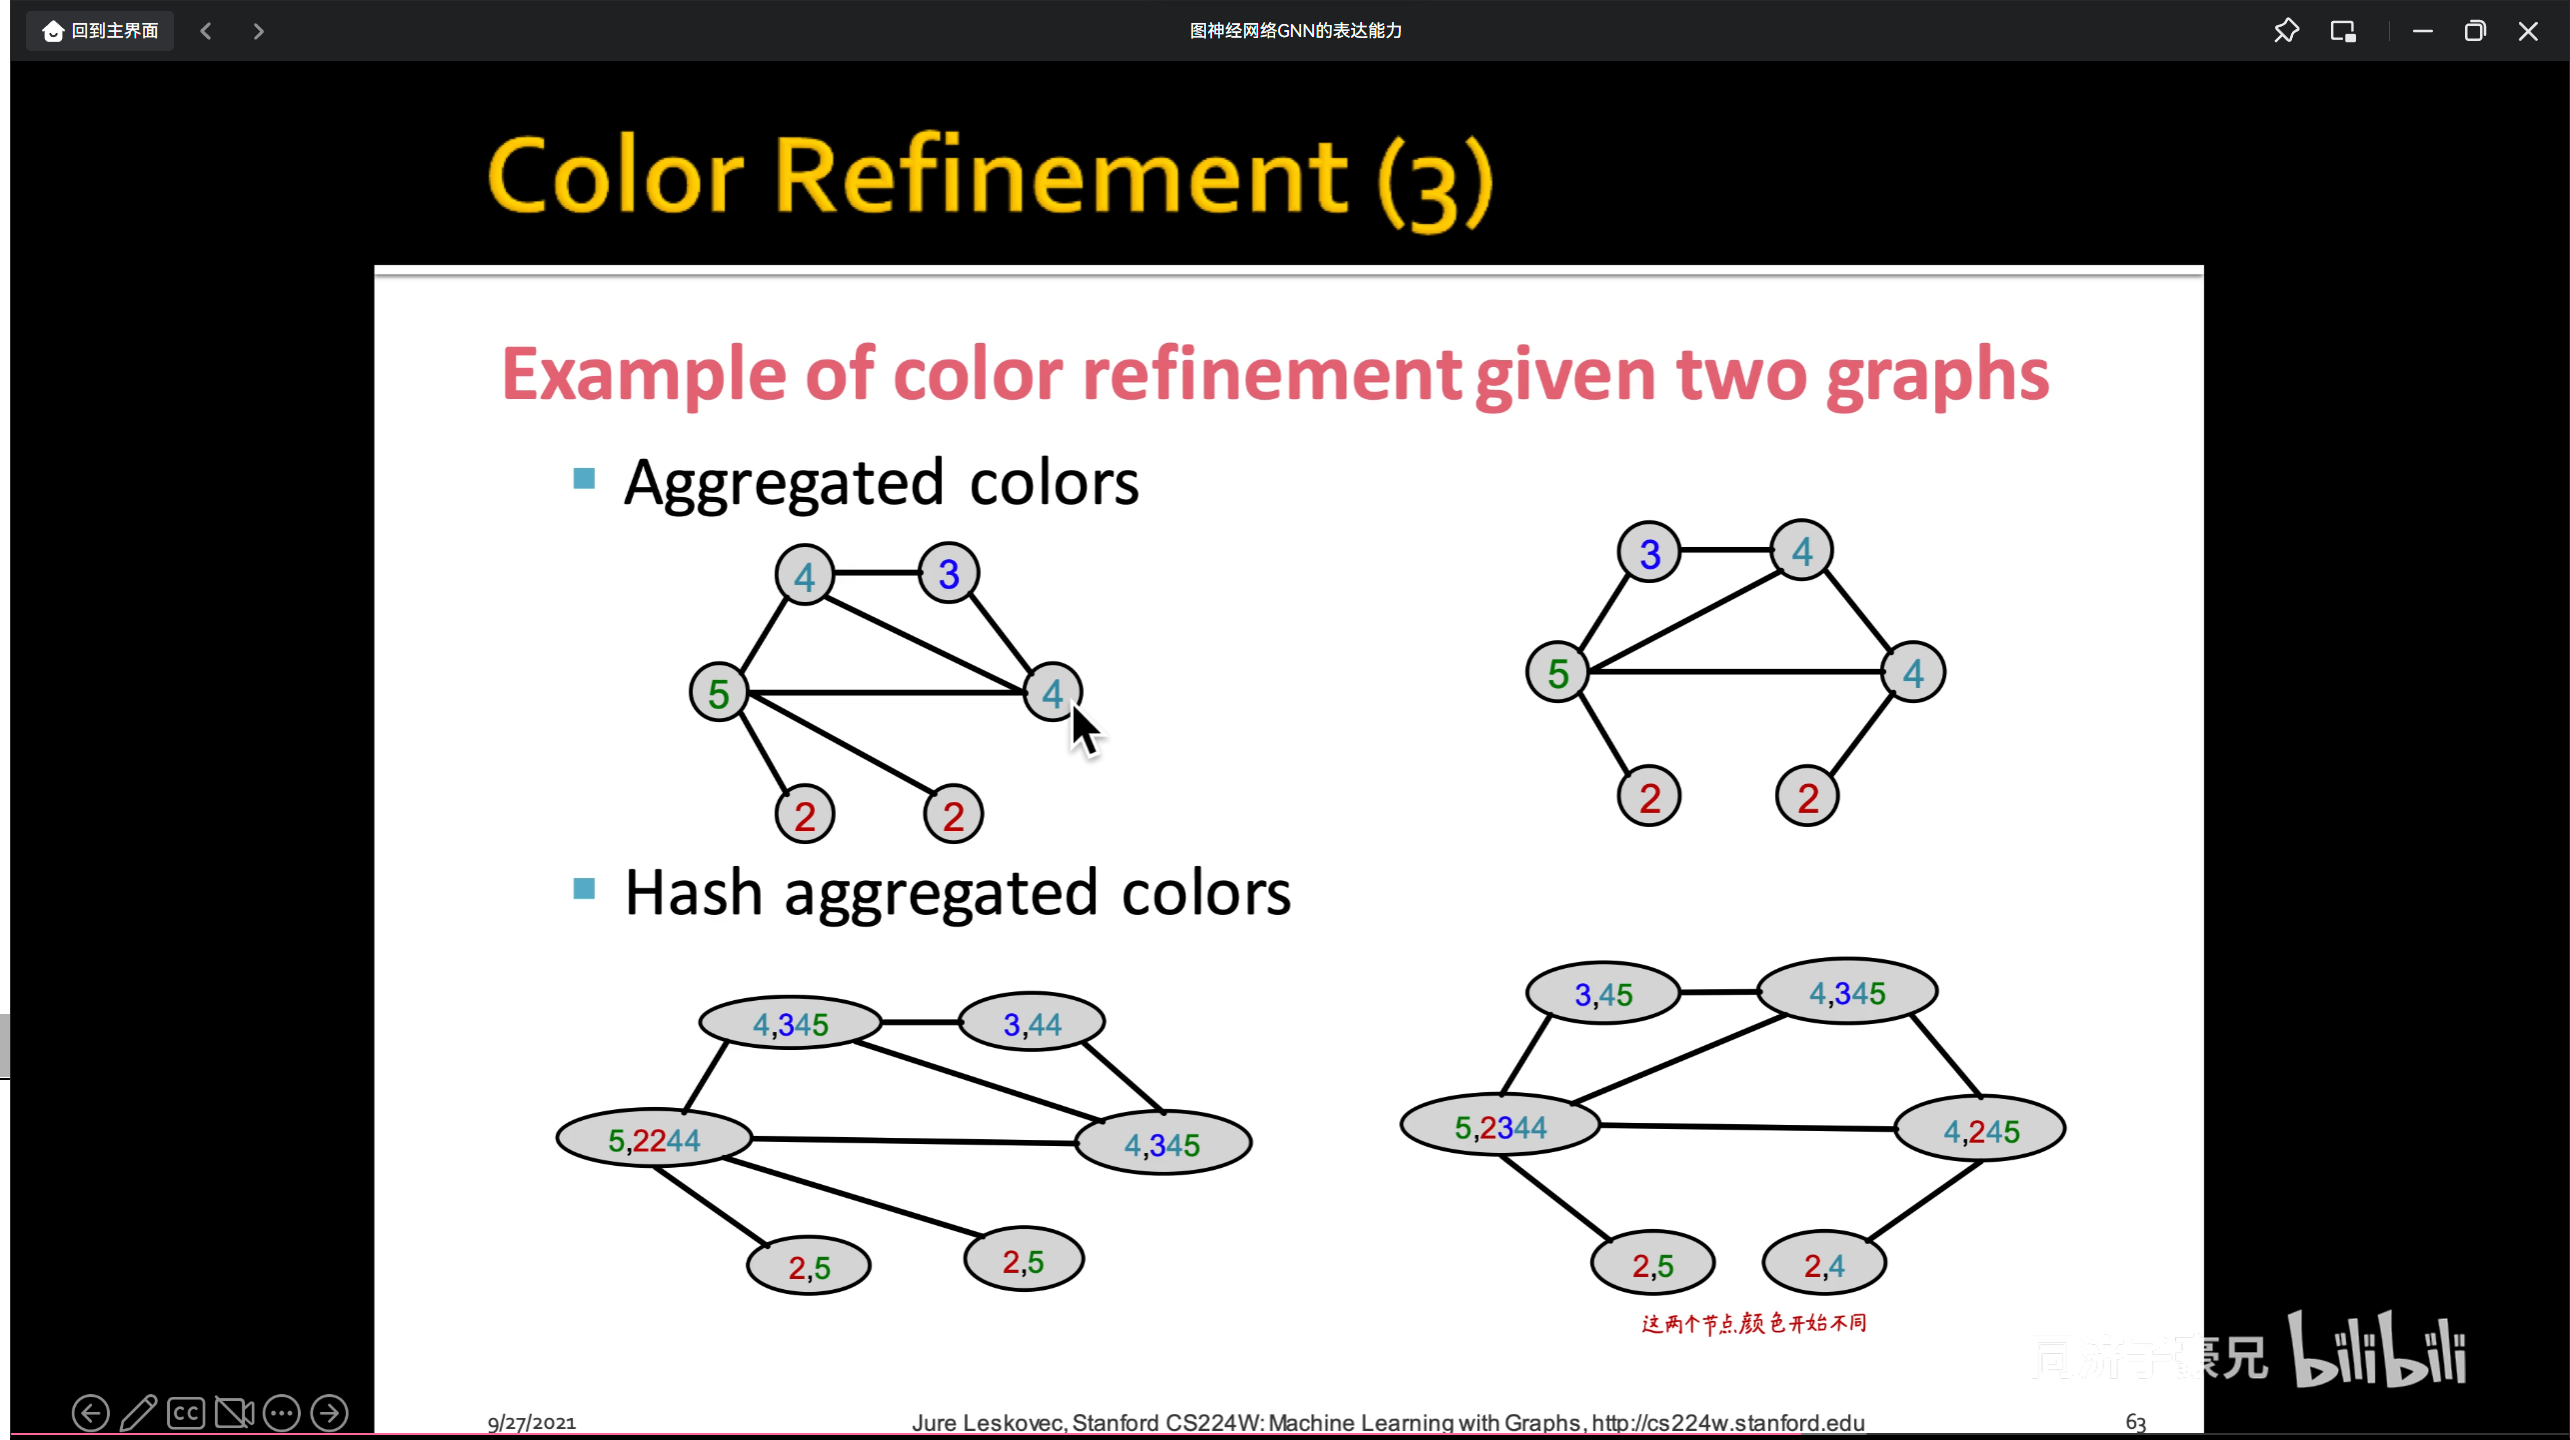 回到主界面
图神经网络GNN的表达能力
Color Refinement (3)
Example of color refinement given two graphs
Aggregated colors
4
3
5
4
2
2
3
4
5
4
2
2
Hash aggregated colors
4,345
3,44
5,2244
4,345
2,5
2,5
3,45
4,345
5,2344
4,245
2,5
2,4
这两个节点颜色开始不同
同济子豪兄 bilibili
CC
9/27/2021
Jure Leskovec, Stanford CS224W: Machine Learning with Graphs, http://cs224w.stanford.edu
63